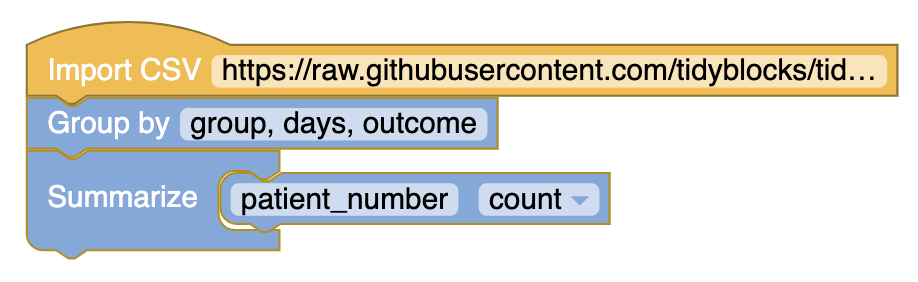 Import CSV https://raw.githubusercontent.com/tidyblocks/tid...
Group by group, days, outcome
Summarize patient_number count